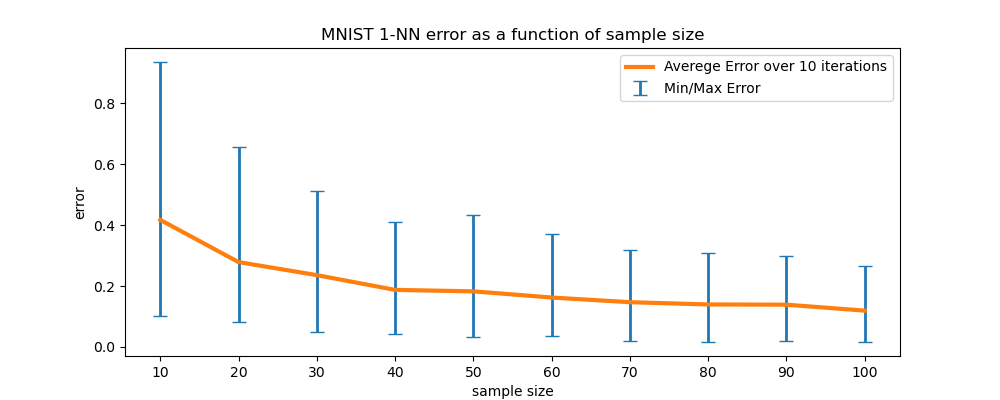 MNIST 1-NN error as a function of sample size
Averege Error over 10 iterations
Min/Max Error
error
0.8
0.6
0.4
0.2
0.0
10 20 30 40 50 60 70 80 90 100
sample size